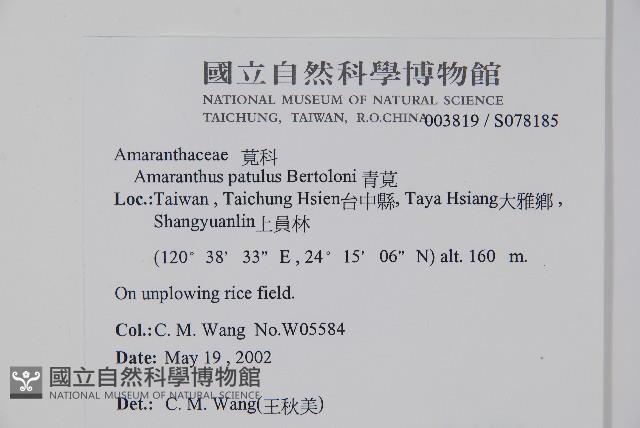 國立自然科學博物館
NATIONAL MUSEUM OF NATURAL SCIENCE
TAICHUNG, TAIWAN, R.O.CHINA 003819 / S078185
Amaranthaceae 莧科
Amaranthus patulus Bertoloni 青莧
Loc.:Taiwan , Taichung Hsien台中縣, Taya Hsiang大雅鄉 ,
Shangyuanlin上員林
(120° 38’ 33” E , 24° 15’ 06” N) alt. 160 m.
On unplowing rice field.
Col.:C. M. Wang No.W05584
Date: May 19 , 2002
國立自然科學博物館
NATIONAL MUSEUM OF NATURAL SCIENCE
Det.: C. M. Wang(王秋美)